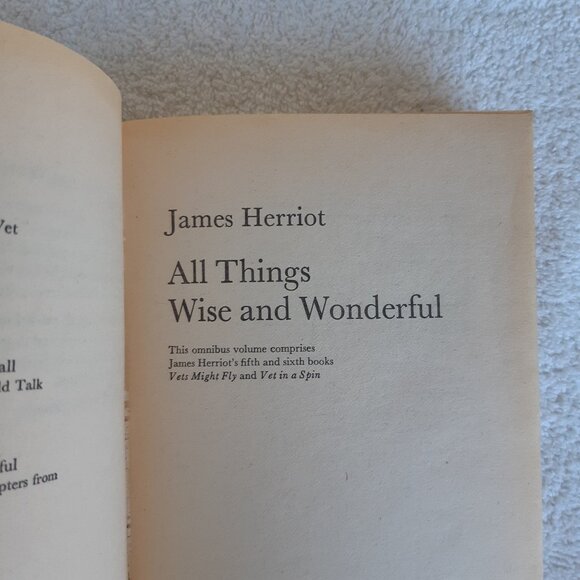 Vet
all
ld Talk
ful
pters from
James Herriot
All Things
Wise and Wonderful
This omnibus volume comprises
James Herriot's fifth and sixth books
Vets Might Fly and Vet in a Spin